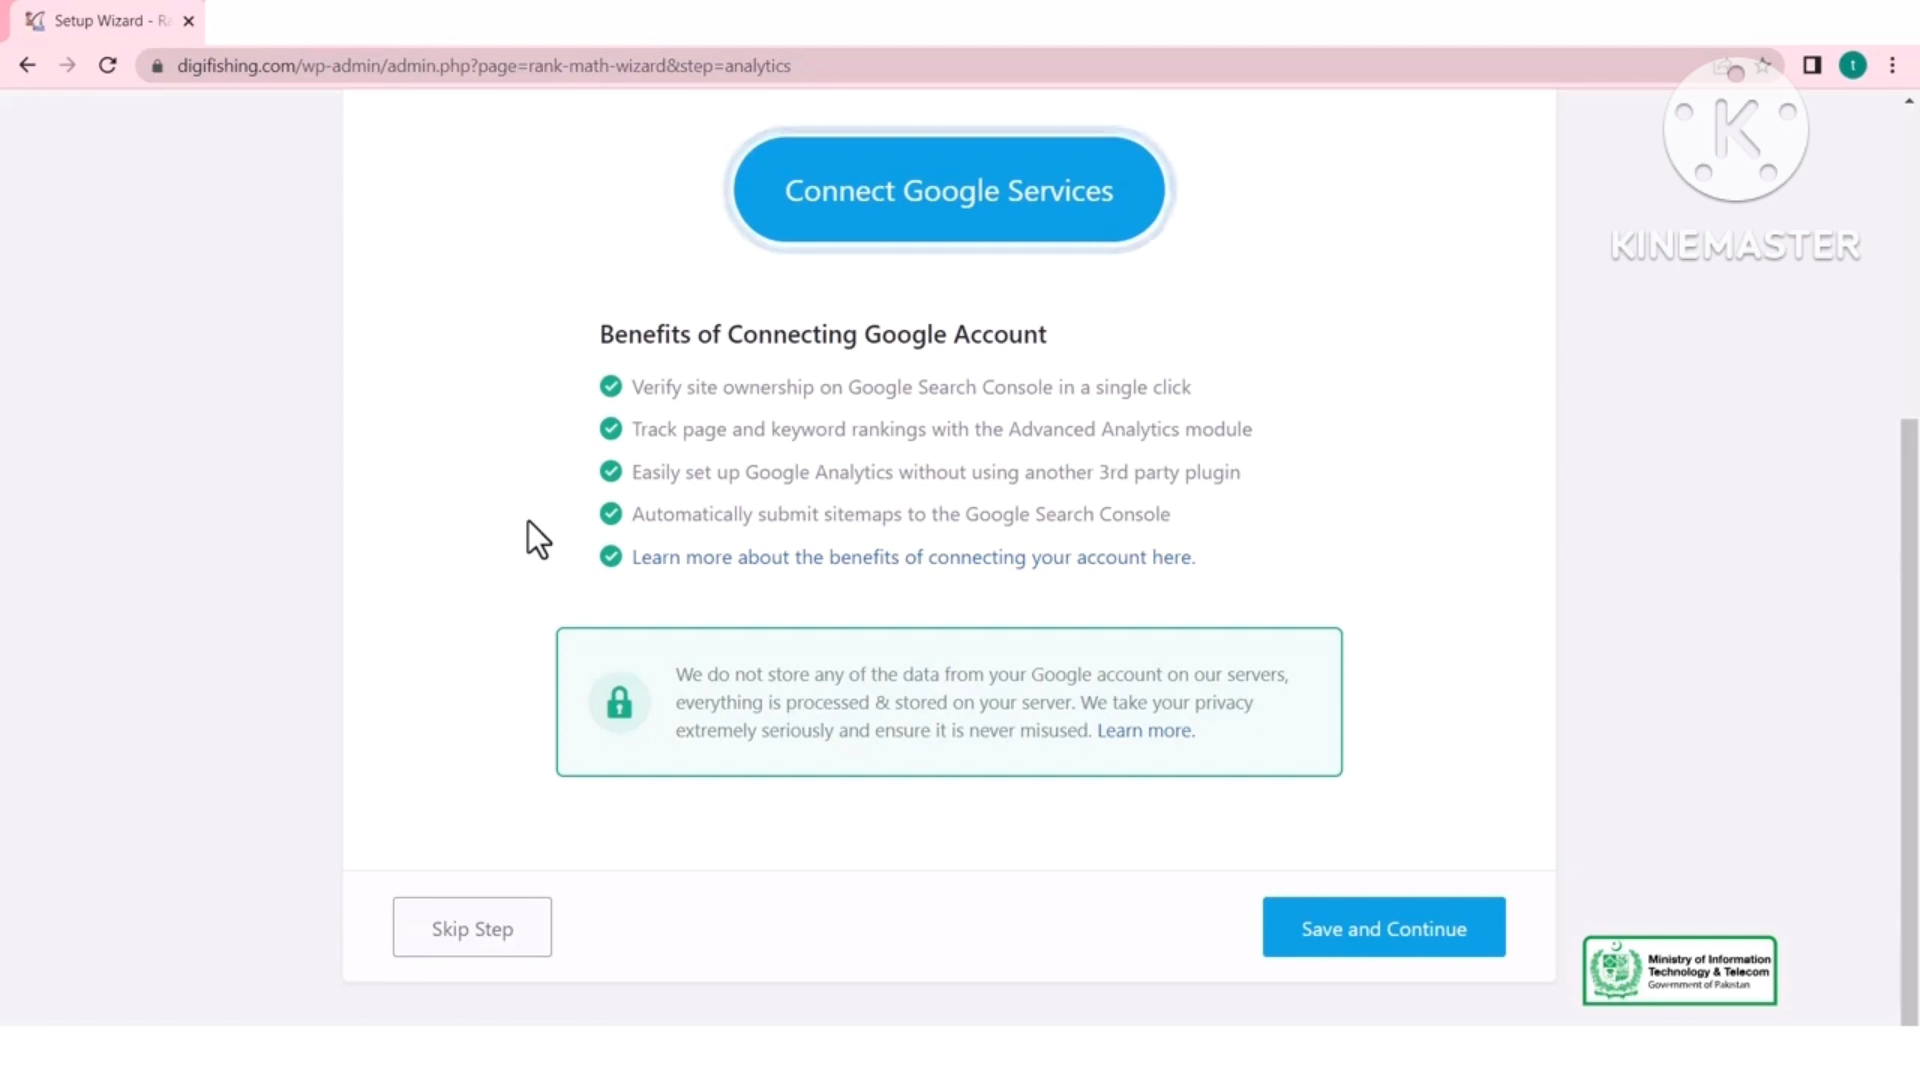 Setup Wizard - Ra
digifishing.com/wp-admin/admin.php?page=rank-math-wizard&step=analytics
t
K
KINEMASTER
Connect Google Services
Benefits of Connecting Google Account
Verify site ownership on Google Search Console in a single click
Track page and keyword rankings with the Advanced Analytics module
Easily set up Google Analytics without using another 3rd party plugin
Automatically submit sitemaps to the Google Search Console
Learn more about the benefits of connecting your account here.
We do not store any of the data from your Google account on our servers,
everything is processed & stored on your server. We take your privacy
extremely seriously and ensure it is never misused. Learn more.
Skip Step
Save and Continue
Ministry of Information
Technology & Telecom
Government of Pakistan